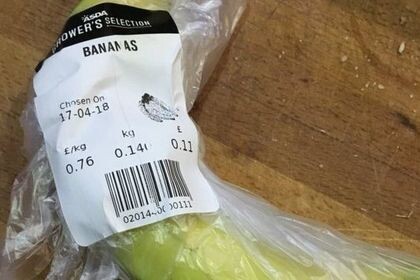 ASDA
GROWER'S SELECTION
BANANAS
Chosen On
17-04-18
£/kg kg £
0.76 0.11